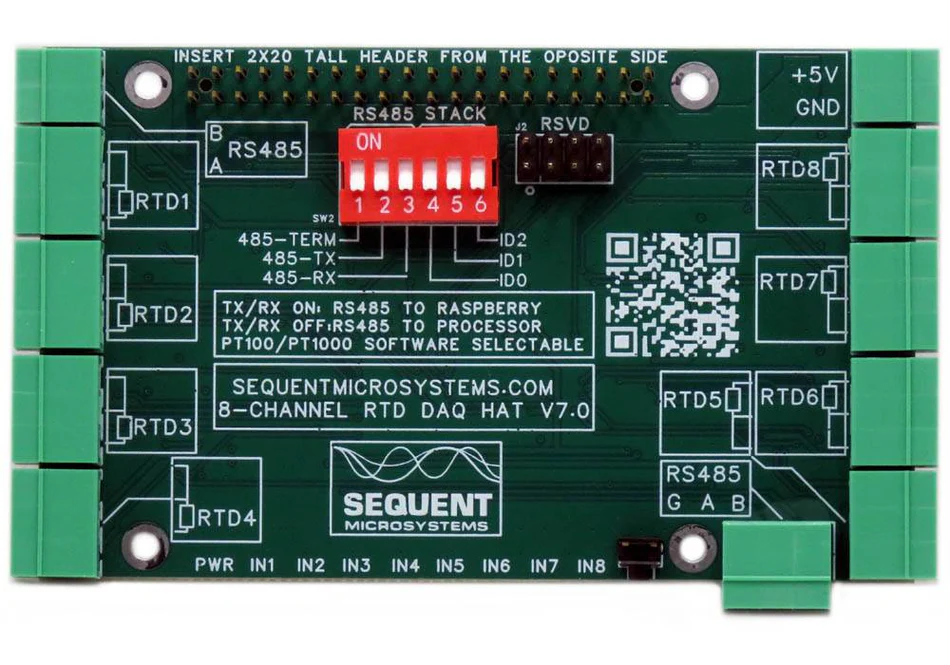 INSERT 2X20 TALL HEADER FROM THE OPOSITE SIDE
RS485 STACK
J2 RSVD
+5V
GND
B
A
RS485
ON
1 2 3 4 5 6
SW2
RTD1
RTD8
485-TERM
485-TX
485-RX
ID2
ID1
ID0
RTD2
RTD7
TX/RX ON: RS485 TO RASPBERRY
TX/RX OFF:RS485 TO PROCESSOR
PT100/PT1000 SOFTWARE SELECTABLE
SEQUENTMICROSYSTEMS.COM
8-CHANNEL RTD DAQ HAT V7.0
RTD3
RTD5
RTD6
RTD4
RS485
G A B
SEQUENT
MICROSYSTEMS
PWR IN1 IN2 IN3 IN4 IN5 IN6 IN7 IN8